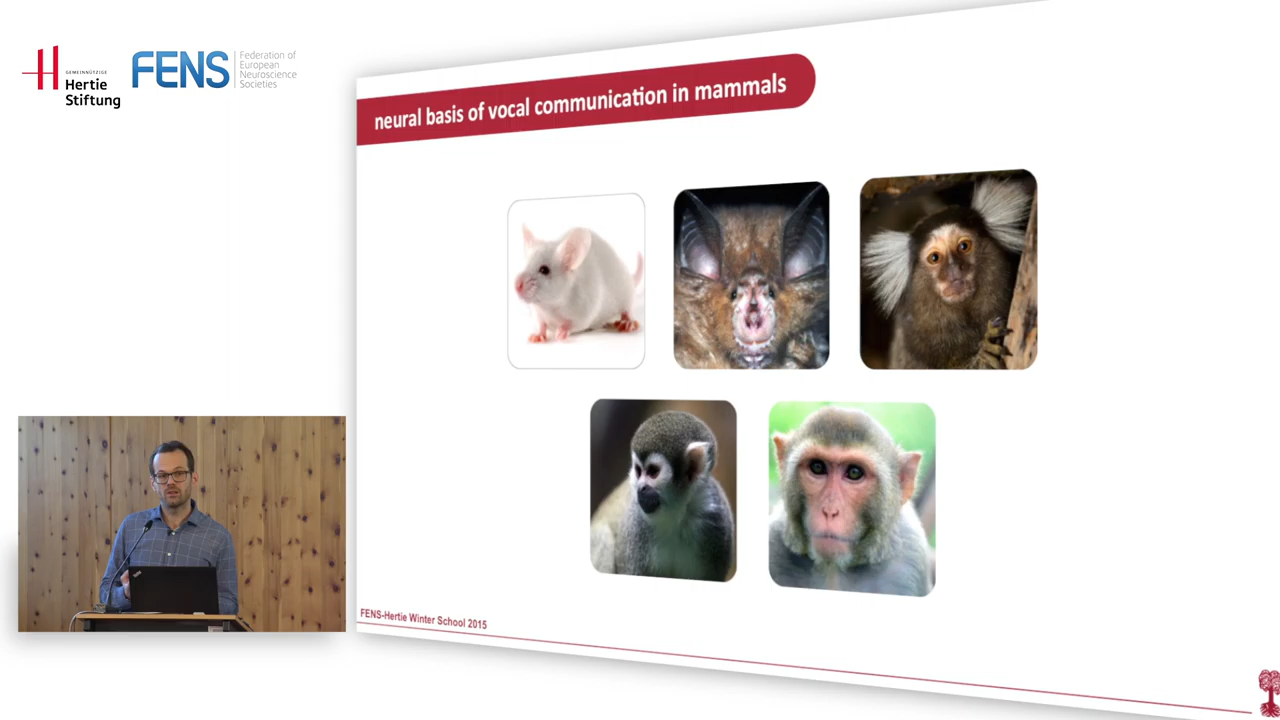 GEMEINNÜTZIGE
Hertie
Stiftung
FENS
Federation of
European
Neuroscience
Societies
neural basis of vocal communication in mammals
FENS-Hertie Winter School 2015